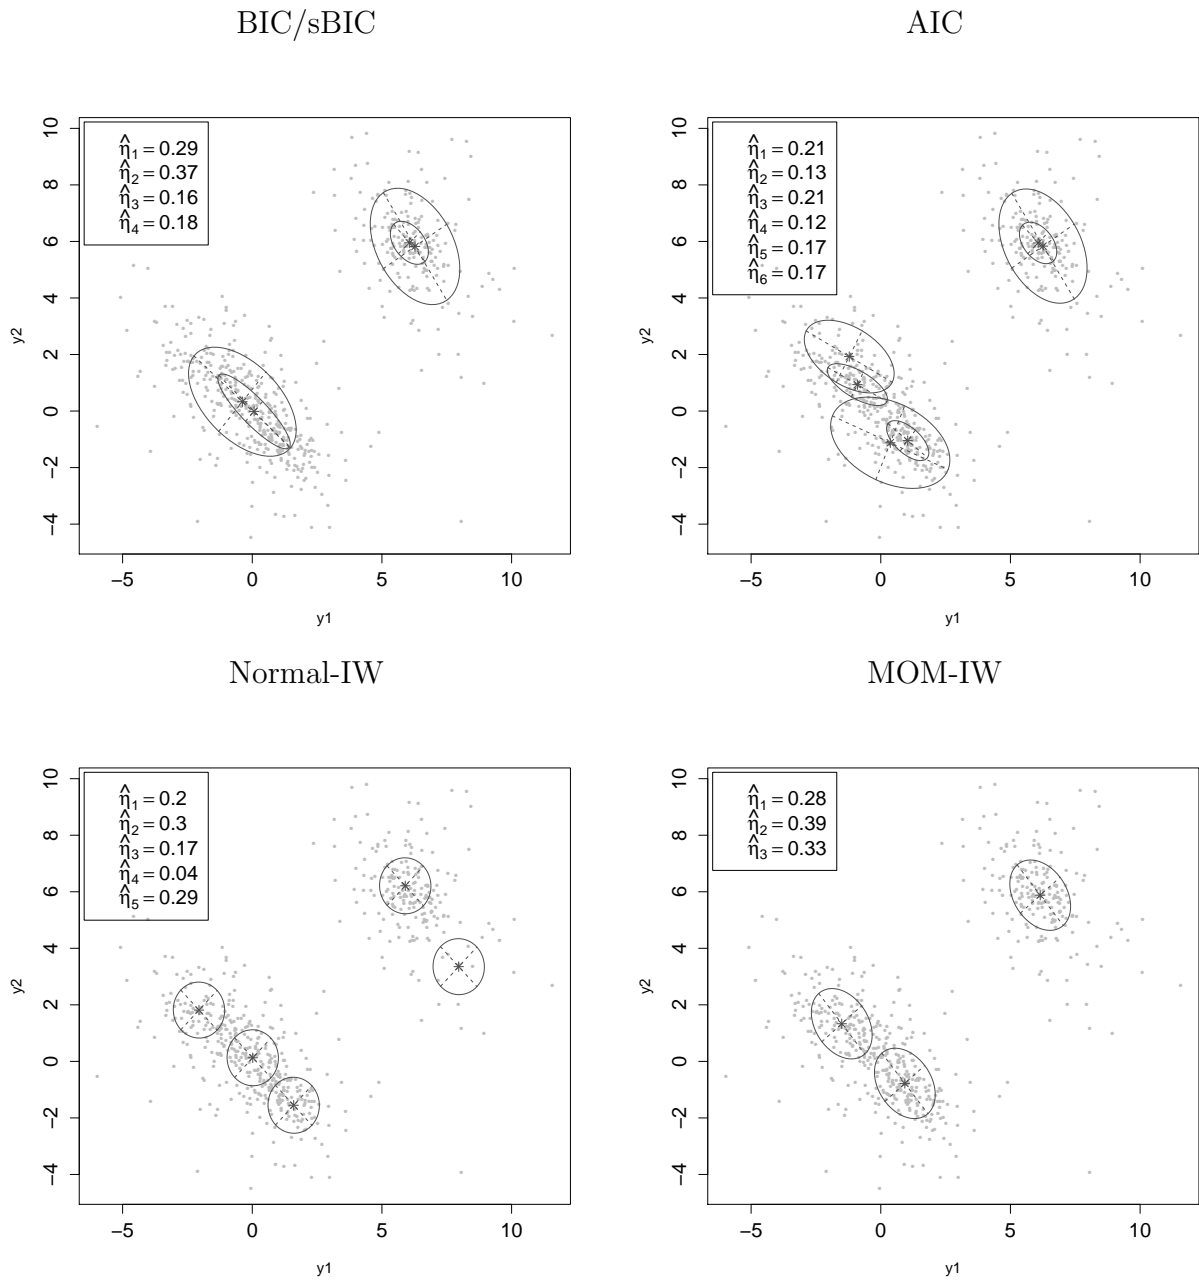 BIC/sBIC
η̂1 = 0.29
η̂2 = 0.37
η̂3 = 0.16
η̂4 = 0.18
10
8
6
4
2
0
−2
−4
y2
−5 0 5 10
y1
AIC
η̂1 = 0.21
η̂2 = 0.13
η̂3 = 0.21
η̂4 = 0.12
η̂5 = 0.17
η̂6 = 0.17
10
8
6
4
2
0
−2
−4
y2
−5 0 5 10
y1
Normal-IW
η̂1 = 0.2
η̂2 = 0.3
η̂3 = 0.17
η̂4 = 0.04
η̂5 = 0.29
10
8
6
4
2
0
−2
−4
y2
−5 0 5 10
y1
MOM-IW
η̂1 = 0.28
η̂2 = 0.39
η̂3 = 0.33
10
8
6
4
2
0
−2
−4
y2
−5 0 5 10
y1